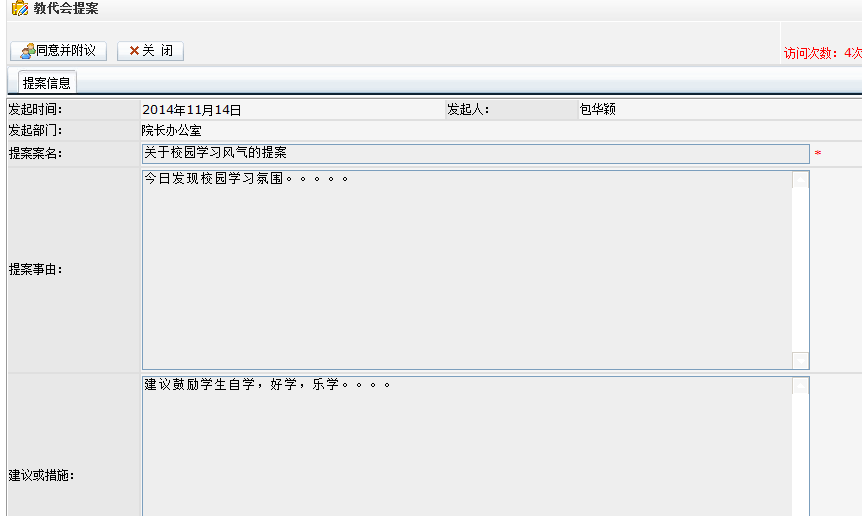 教代会提案
同意并附议 关 闭 访问次数：4次
提案信息
发起时间： 2014年11月14日 发起人： 包华颖
发起部门： 院长办公室
提案案名： 关于校园学习风气的提案 *
今日发现校园学习氛围。。。。。
提案事由：
建议鼓励学生自学，好学，乐学。。。。
建议或措施：